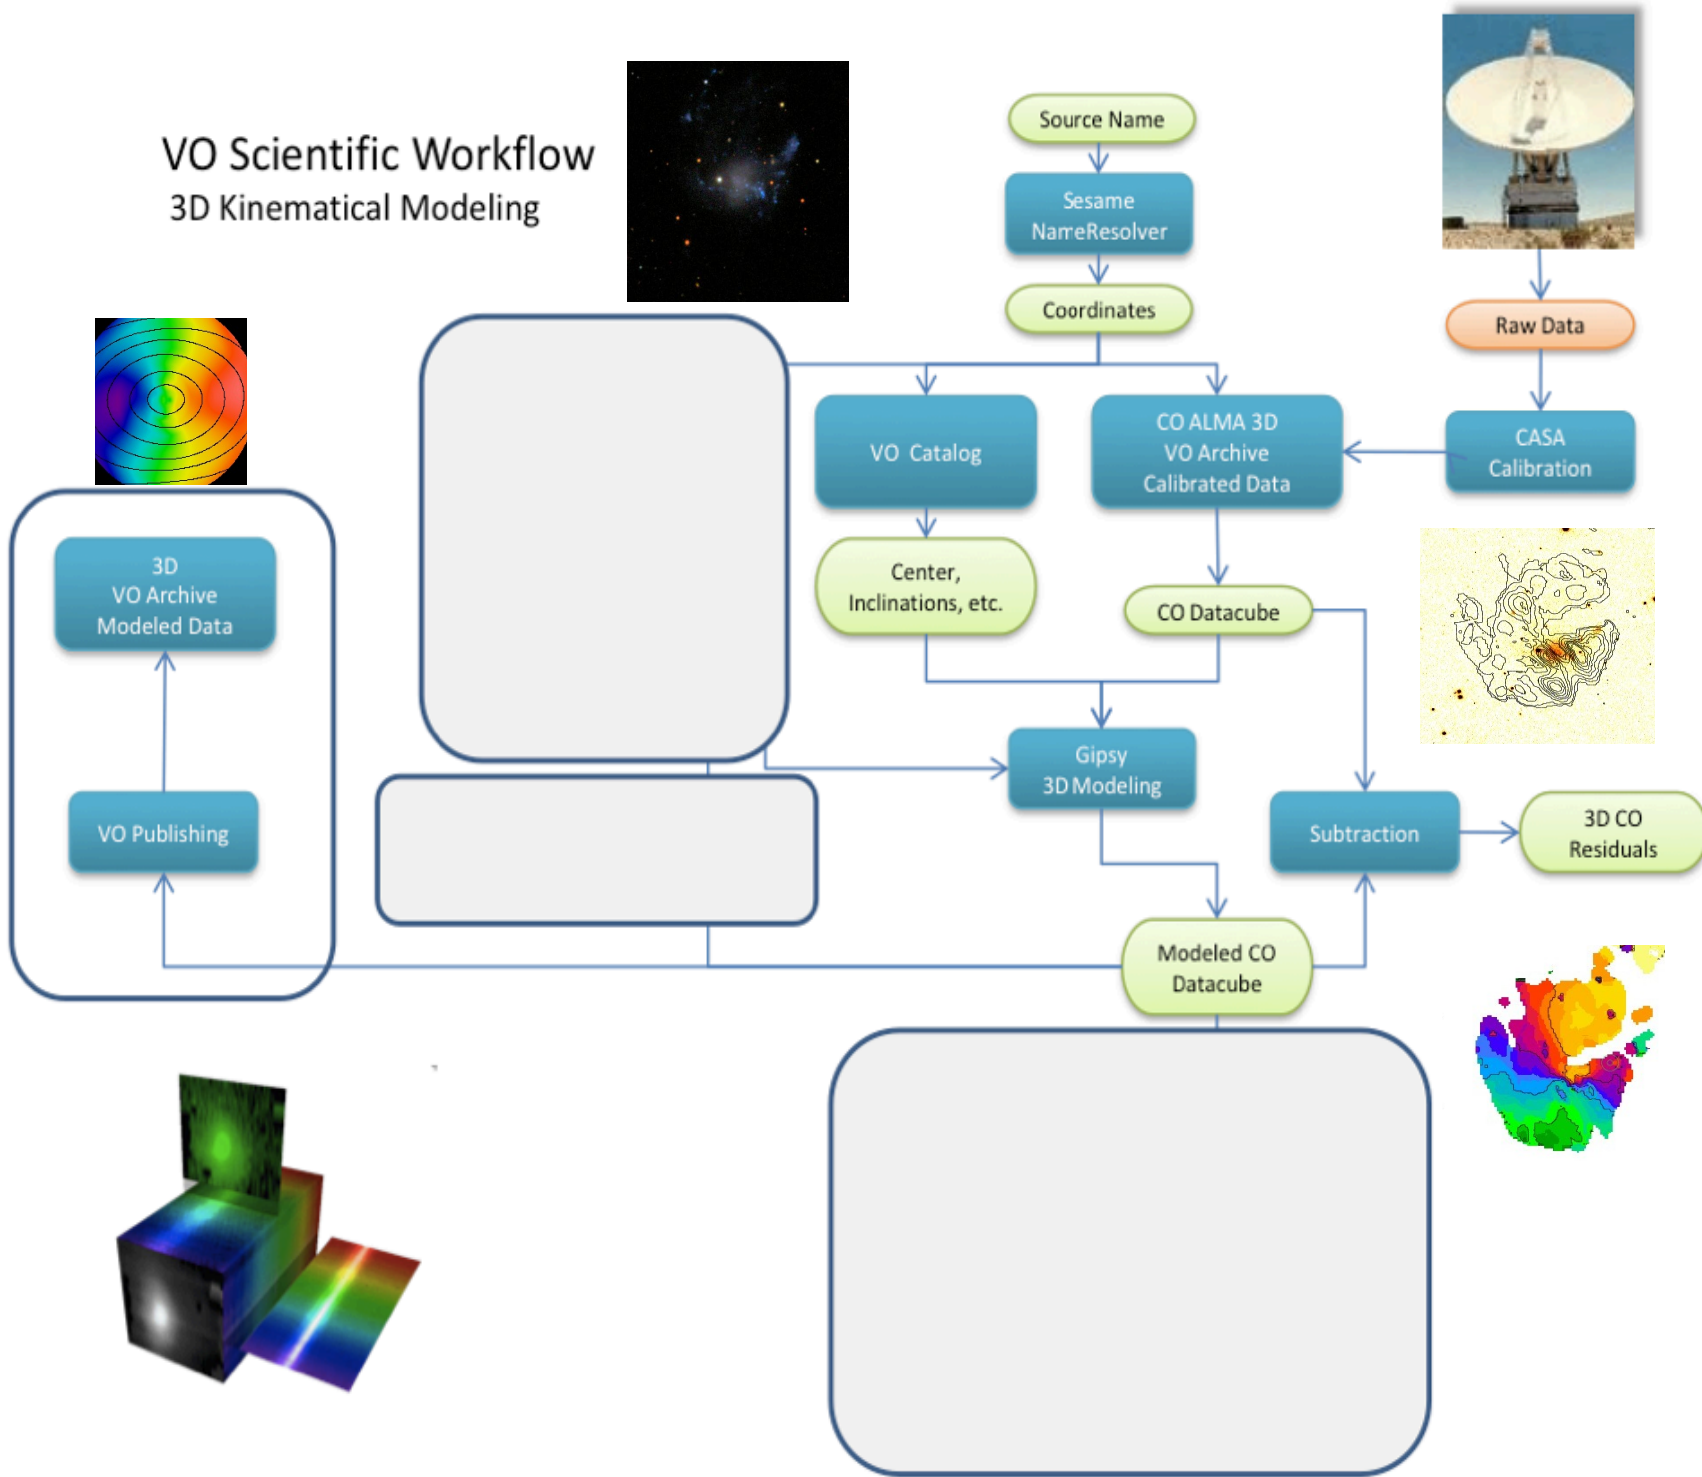 VO Scientific Workflow
3D Kinematical Modeling
Source Name
Sesame
NameResolver
Coordinates
Raw Data
VO Catalog
CO ALMA 3D
VO Archive
Calibrated Data
CASA
Calibration
3D
VO Archive
Modeled Data
Center,
Inclinations, etc.
CO Datacube
Gipsy
3D Modeling
VO Publishing
Subtraction
3D CO
Residuals
Modeled CO
Datacube